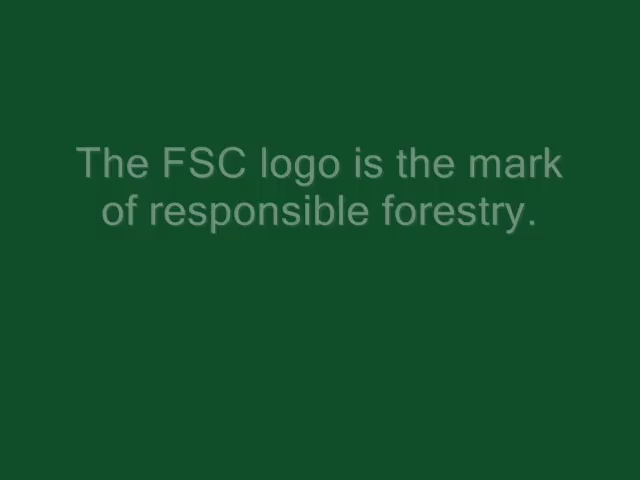 The FSC logo is the mark
of responsible forestry.